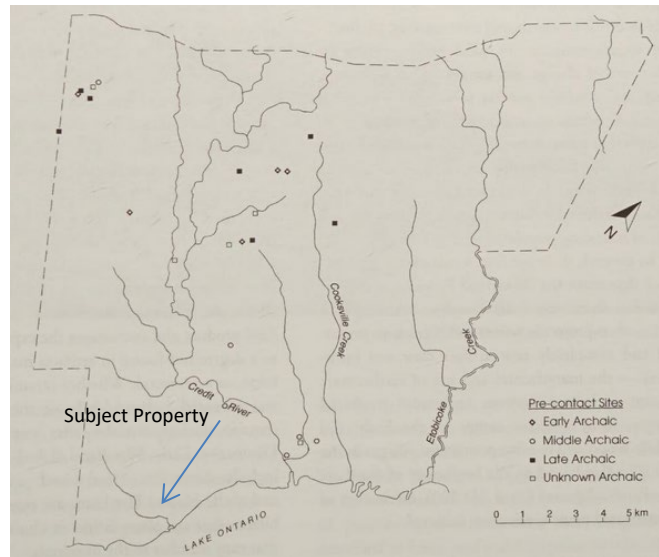 N
Cooksville
Creek
Etobicoke
Creek
Credit
River
Subject Property
LAKE ONTARIO
Pre-contact Sites
Early Archaic
Middle Archaic
Late Archaic
Unknown Archaic
0 1 2 3 4 5 km